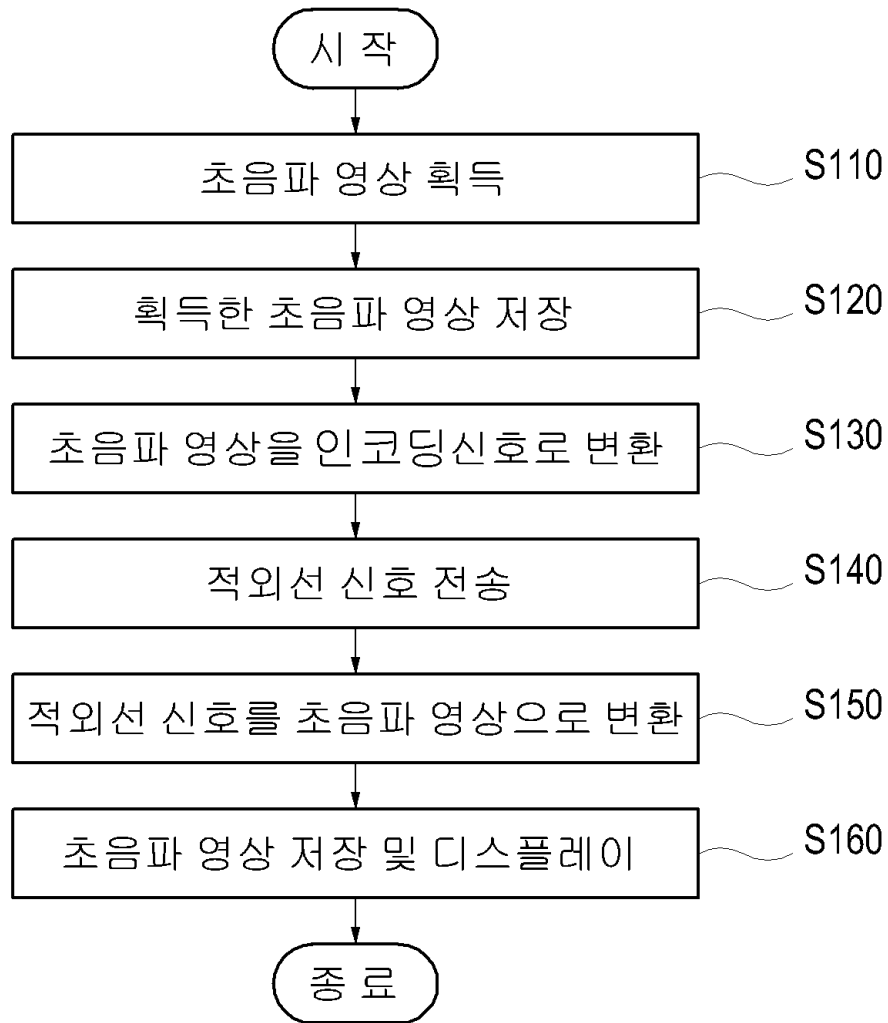 시 작
초음파 영상 획득
S110
획득한 초음파 영상 저장
S120
초음파 영상을 인코딩신호로 변환
S130
적외선 신호 전송
S140
적외선 신호를 초음파 영상으로 변환
S150
초음파 영상 저장 및 디스플레이
S160
종 료